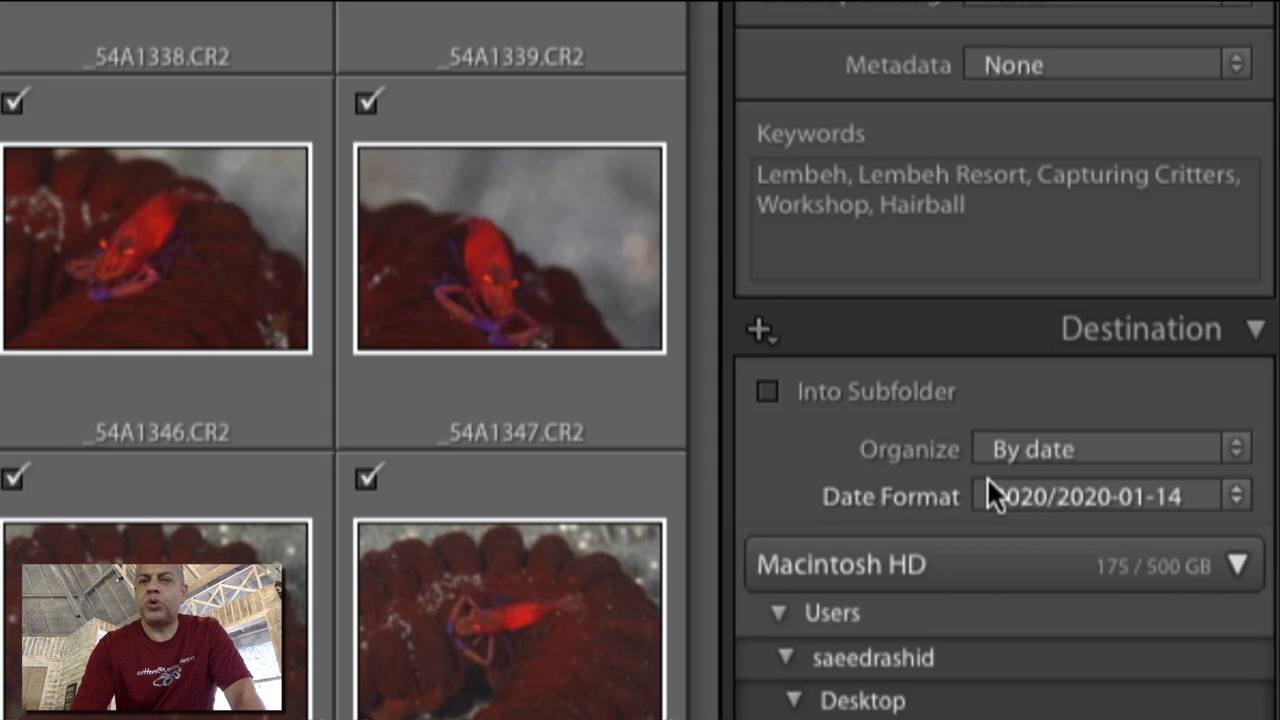 _54A1338.CR2
_54A1339.CR2
Metadata
None
Keywords
Lembeh, Lembeh Resort, Capturing Critters,
Workshop, Hairball
Destination
Into Subfolder
_54A1346.CR2
_54A1347.CR2
Organize
By date
Date Format
2020/2020-01-14
Macintosh HD
175 / 500 GB
Users
saeedrashid
Desktop